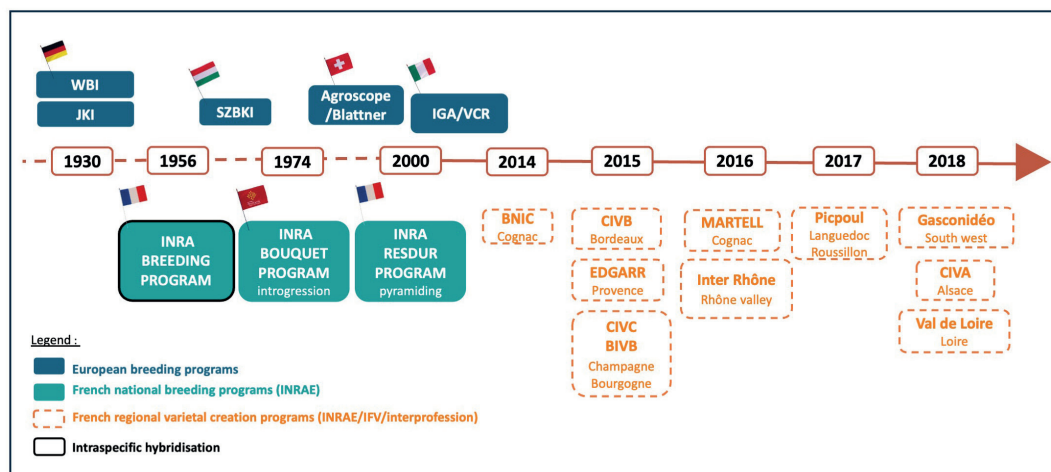 WBI
JKI
SZBKI
Agroscope
/Blattner
IGA/VCR
1930
1956
1974
2000
2014
2015
2016
2017
2018
INRA
BREEDING
PROGRAM
INRA
BOUQUET
PROGRAM
introgression
INRA
RESDUR
PROGRAM
pyramiding
BNIC
Cognac
CIVB
Bordeaux
EDGARR
Provence
CIVC
BIVB
Champagne
Bourgogne
MARTELL
Cognac
Inter Rhône
Rhône valley
Picpoul
Languedoc
Roussillon
Gasconidéo
South west
CIVA
Alsace
Val de Loire
Loire
Legend :
European breeding programs
French national breeding programs (INRAE)
French regional varietal creation programs (INRAE/IFV/interprofession)
Intraspecific hybridisation